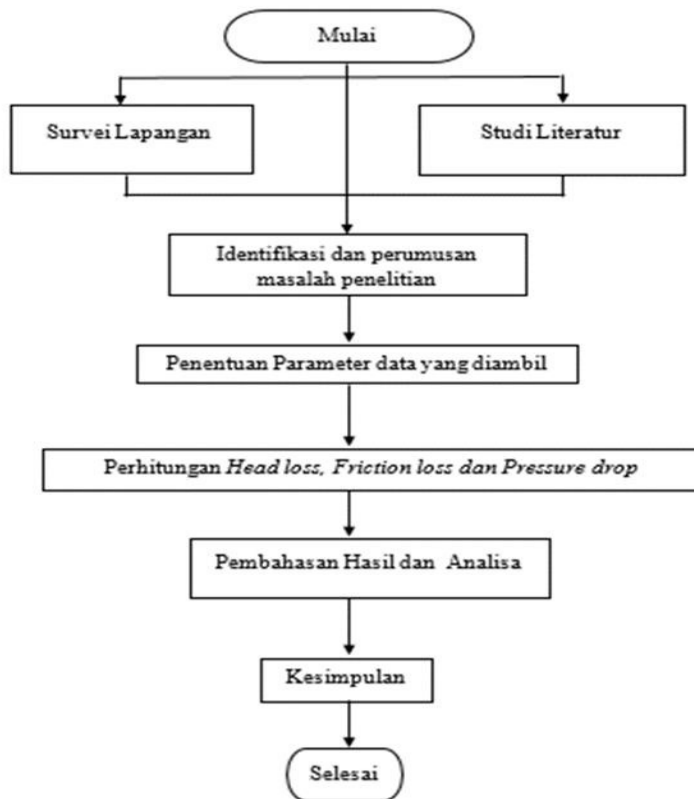 Mulai
Survei Lapangan
Studi Literatur
Identifikasi dan perumusan
masalah penelitian
Penentuan Parameter data yang diambil
Perhitungan Head loss, Friction loss dan Pressure drop
Pembahasan Hasil dan Analisa
Kesimpulan
Selesai